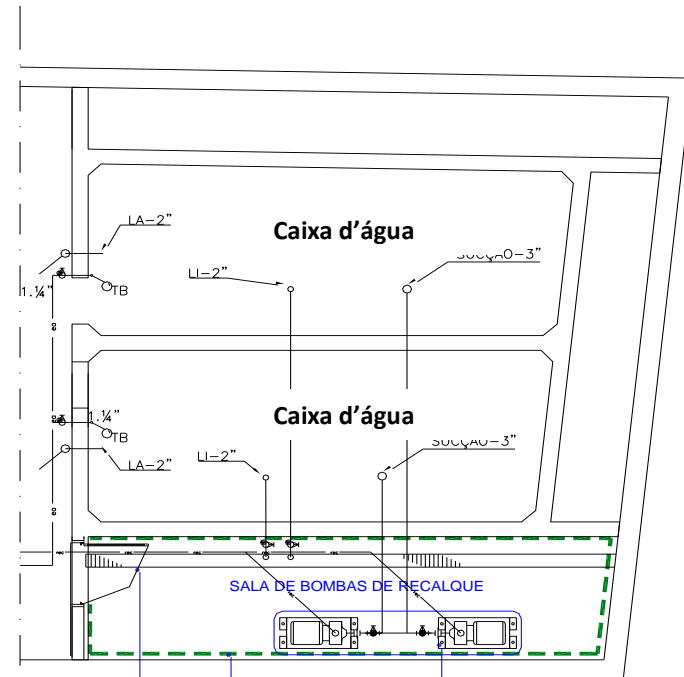 LA-2"
Caixa d'água
SUCÇÃO-3"
LI-2"
1.¼"
TB
1.¼"
Caixa d'água
TB
SUCÇÃO-3"
LI-2"
LA-2"
SALA DE BOMBAS DE RECALQUE